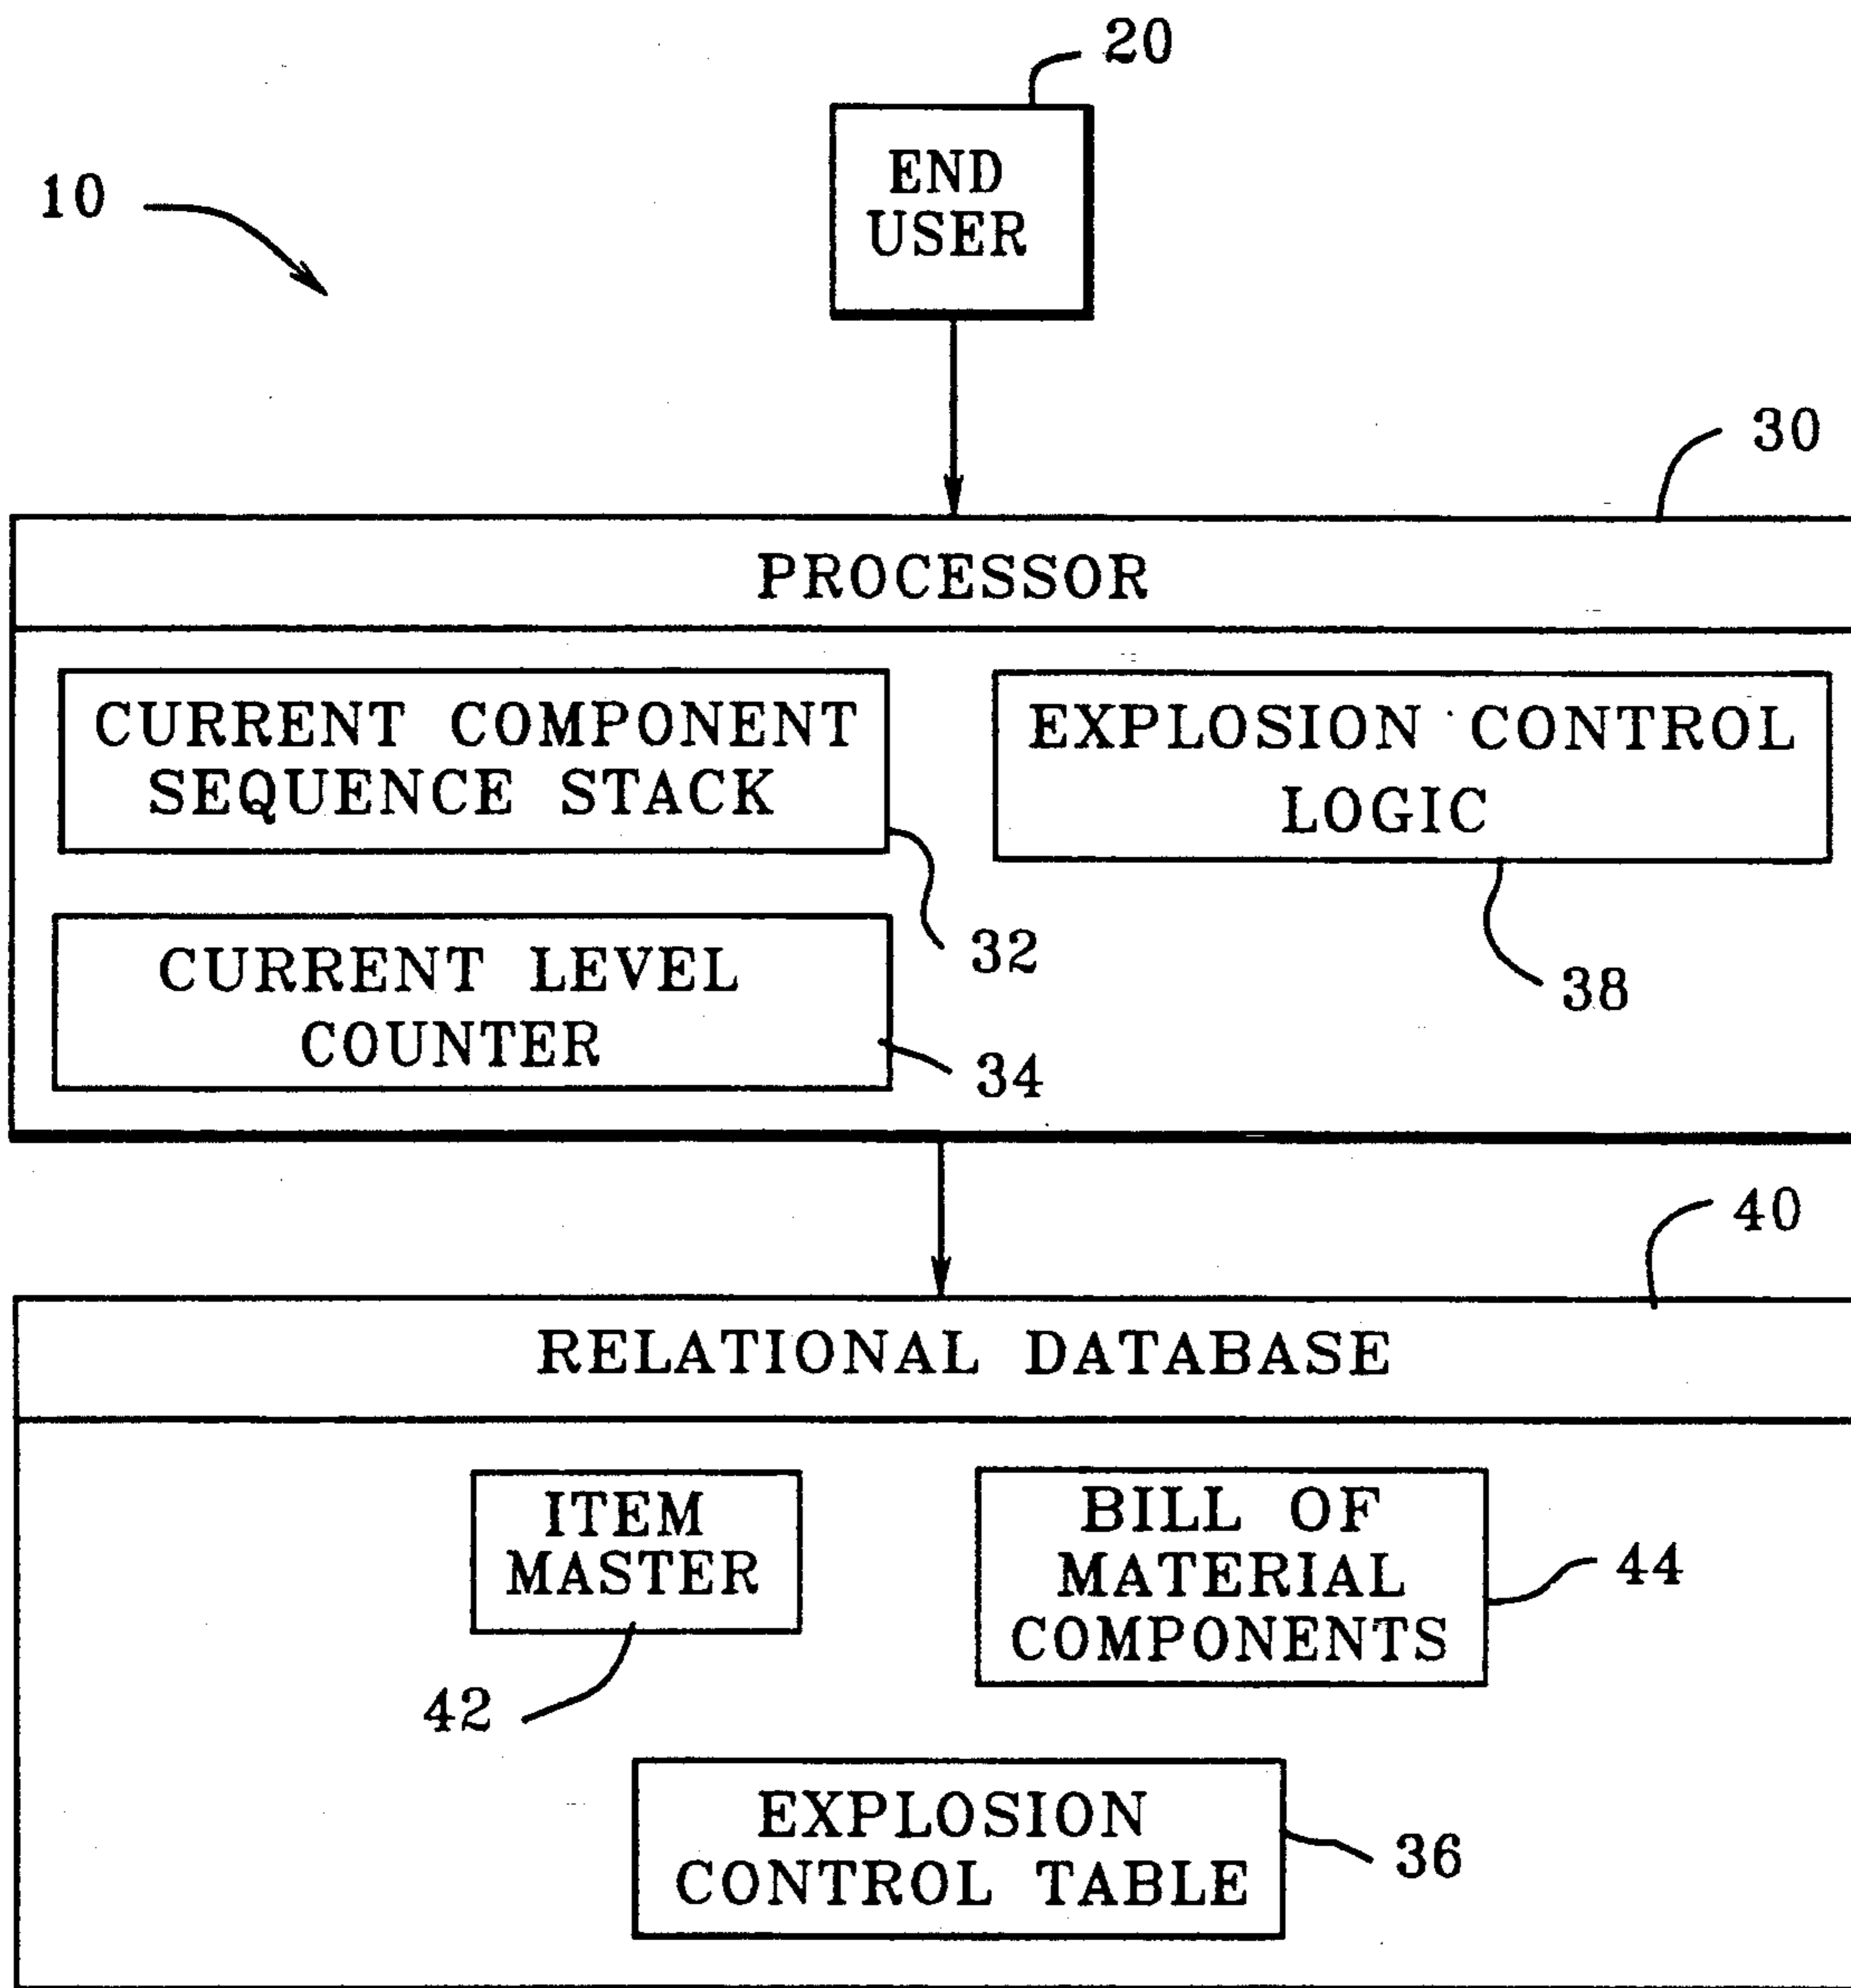 20
END
USER
10
30
PROCESSOR
CURRENT COMPONENT
SEQUENCE STACK
32
EXPLOSION CONTROL
LOGIC
38
CURRENT LEVEL
COUNTER
34
40
RELATIONAL DATABASE
ITEM
MASTER
42
BILL OF
MATERIAL
COMPONENTS
44
EXPLOSION
CONTROL TABLE
36